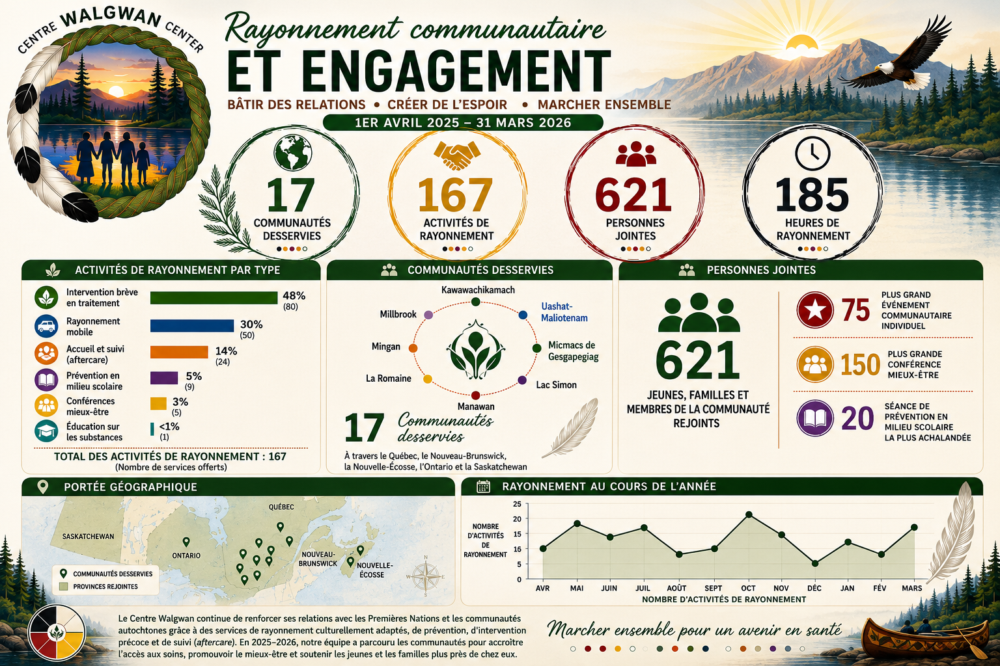 CENTRE WALGWAN CENTER
Rayonnement communautaire
ET ENGAGEMENT
BÂTIR DES RELATIONS • CRÉER DE L'ESPOIR • MARCHER ENSEMBLE
1ER AVRIL 2025 – 31 MARS 2026
17
COMMUNAUTÉS
DESSERVIES
167
ACTIVITÉS DE
RAYONNEMENT
621
PERSONNES
JOINTES
185
HEURES DE
RAYONNEMENT
ACTIVITÉS DE RAYONNEMENT PAR TYPE
Intervention brève
en traitement
48%
(80)
Rayonnement
mobile
30%
(50)
Accueil et suivi
(aftercare)
14%
(24)
Prévention en
milieu scolaire
5%
(9)
Conférences
mieux-être
3%
(5)
Éducation sur
les substances
<1%
(1)
TOTAL DES ACTIVITÉS DE RAYONNEMENT : 167
(Nombre de services offerts)
COMMUNAUTÉS DESSERVIES
Kawawachikamach
Uashat-
Maliotenam
Millbrook
Mingan
Micmacs de
Gesgapegiag
La Romaine
Lac Simon
Manawan
17
Communautés
desservies
À travers le Québec, le Nouveau-Brunswick,
la Nouvelle-Écosse, l'Ontario et la Saskatchewan
PERSONNES JOINTES
621
JEUNES, FAMILLES ET
MEMBRES DE LA COMMUNAUTÉ
REJOINTS
75
PLUS GRAND
ÉVÉNEMENT
COMMUNAUTAIRE
INDIVIDUEL
150
PLUS GRANDE
CONFÉRENCE
MIEUX-ÊTRE
20
SÉANCE DE
PRÉVENTION EN
MILIEU SCOLAIRE
LA PLUS ACHALANDÉE
PORTÉE GÉOGRAPHIQUE
QUÉBEC
SASKATCHEWAN
ONTARIO
NOUVEAU-
BRUNSWICK
NOUVELLE-
ÉCOSSE
N
W
E
S
COMMUNAUTÉS DESSERVIES
PROVINCES REJOINTES
RAYONNEMENT AU COURS DE L'ANNÉE
NOMBRE
D'ACTIVITÉS
DE
RAYONNEMENT
25
20
15
15
5
0
AVR MAI JUIN JUIL AOÛT SEPT OCT NOV DÉC JAN FÉV MARS
NOMBRE D'ACTIVITÉS DE RAYONNEMENT
Le Centre Walgwan continue de renforcer ses relations avec les Premières Nations et les communautés
autochtones grâce à des services de rayonnement culturellement adaptés, de prévention, d'intervention
précoce et de suivi (aftercare). En 2025–2026, notre équipe a parcouru les communautés pour accroître
l'accès aux soins, promouvoir le mieux-être et soutenir les jeunes et les familles plus près de chez eux.
Marcher ensemble pour un avenir en santé